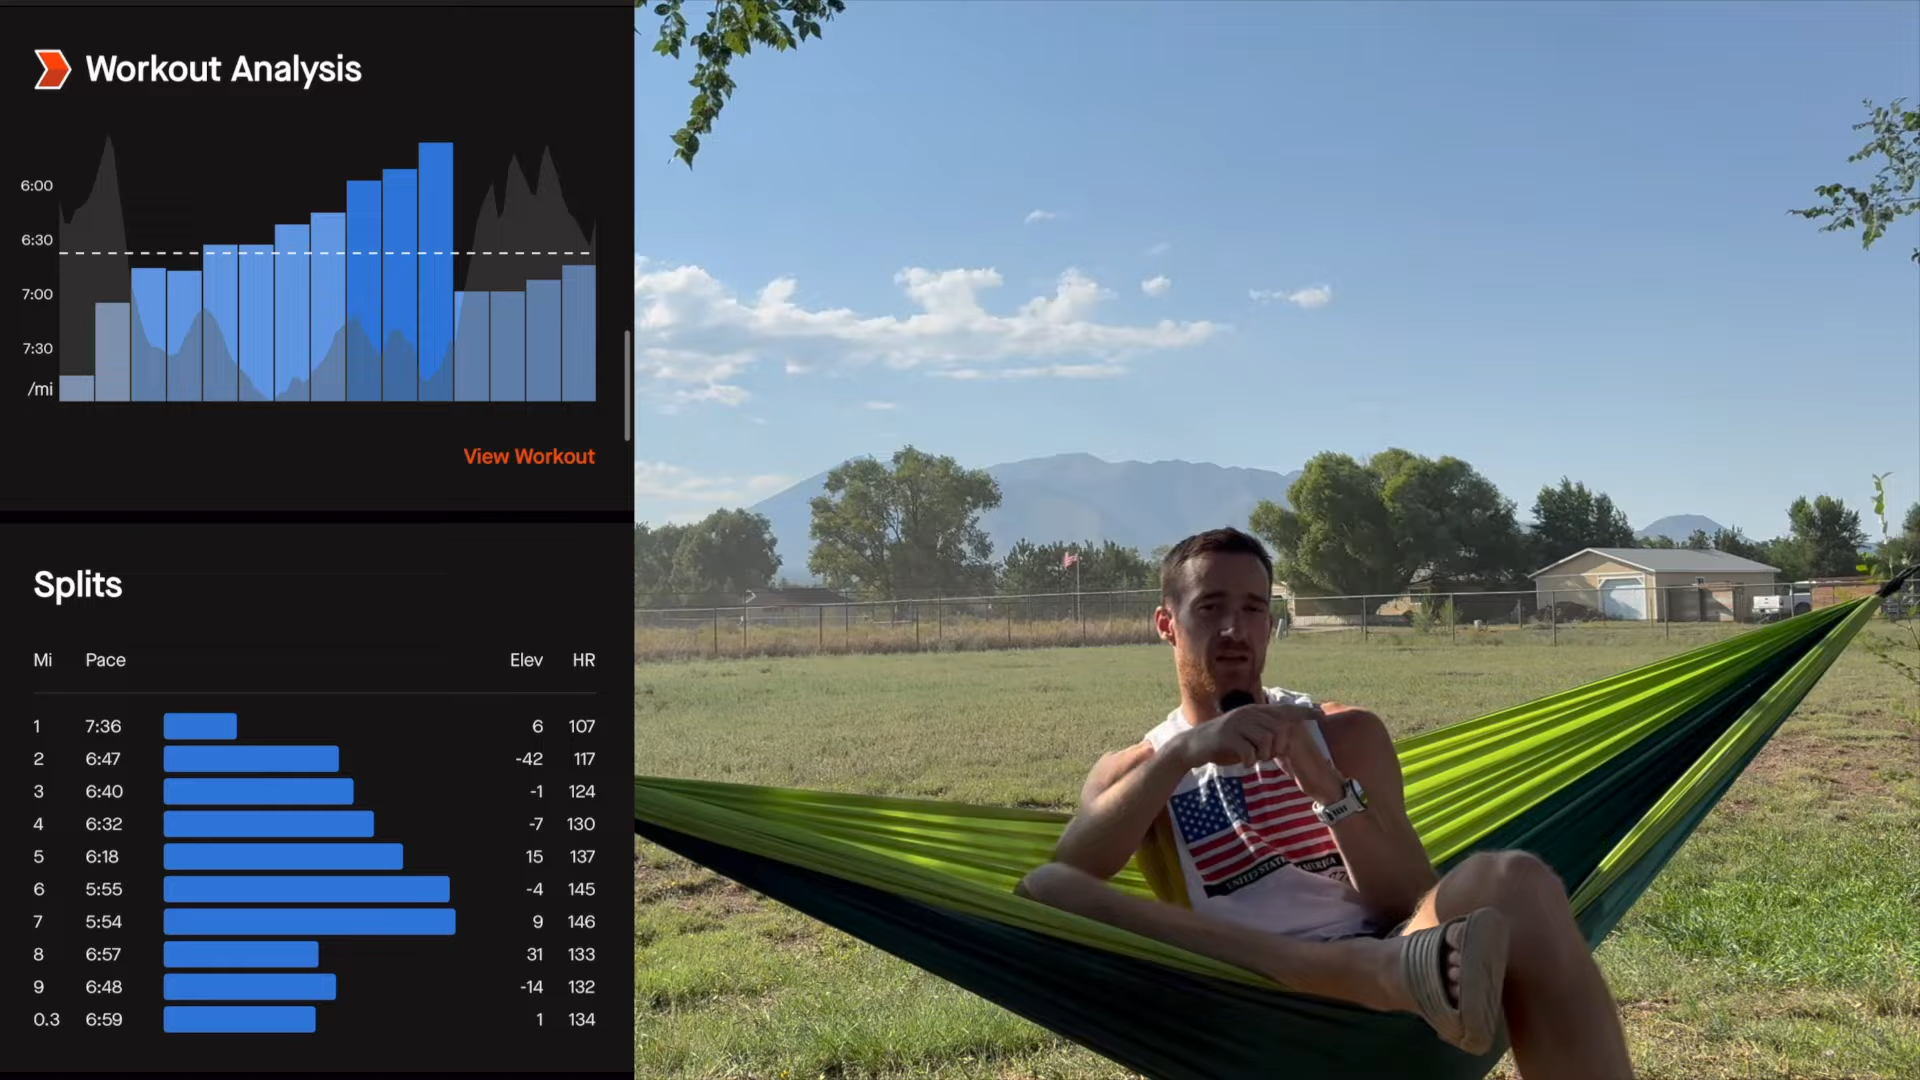 Workout Analysis
6:00
6:30
7:00
7:30
/mi
View Workout
Splits
Mi Pace Elev HR
1 7:36 6 107
2 6:47 -42 117
3 6:40 -1 124
4 6:32 -7 130
5 6:18 15 137
6 5:55 -4 145
7 5:54 9 146
8 6:57 31 133
9 6:48 -14 132
0.3 6:59 1 134
UNITED STATES AMERICA